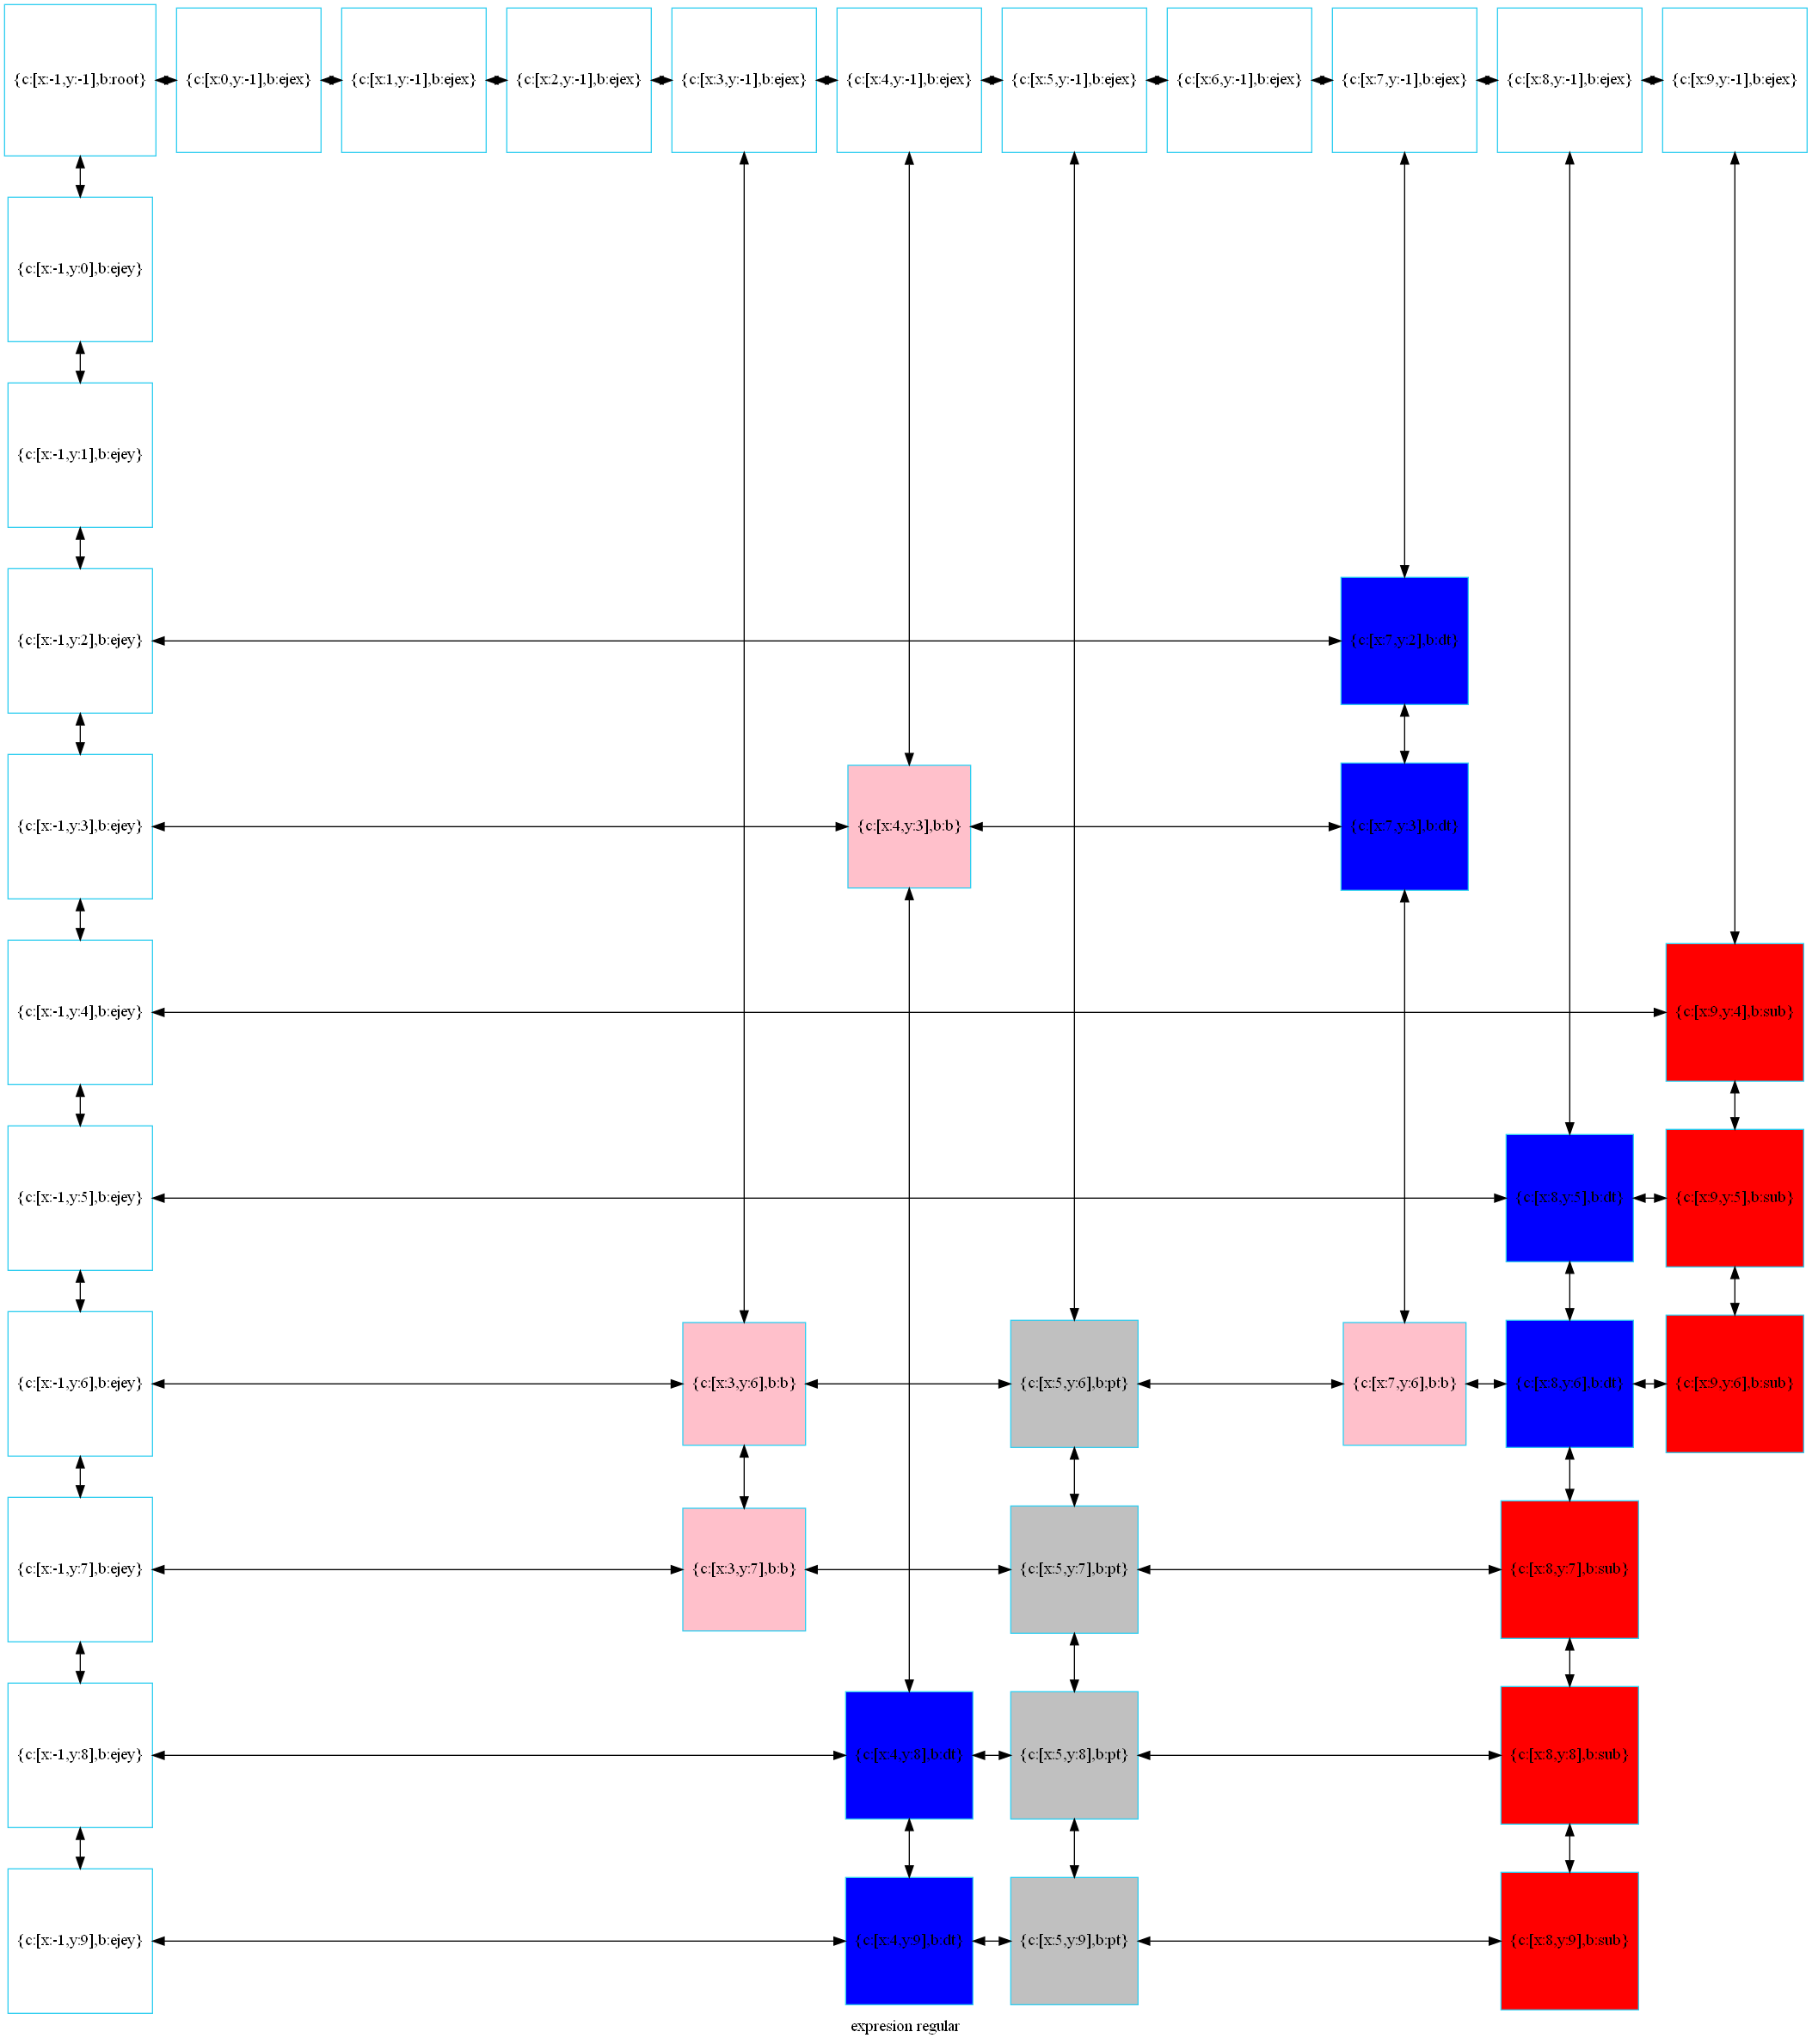 {c:[x:-1,y:-1],b:root}
{c:[x:0,y:-1],b:ejex}
{c:[x:1,y:-1],b:ejex}
{c:[x:2,y:-1],b:ejex}
{c:[x:3,y:-1],b:ejex}
{c:[x:4,y:-1],b:ejex}
{c:[x:5,y:-1],b:ejex}
{c:[x:6,y:-1],b:ejex}
{c:[x:7,y:-1],b:ejex}
{c:[x:8,y:-1],b:ejex}
{c:[x:9,y:-1],b:ejex}
{c:[x:-1,y:0],b:ejey}
{c:[x:-1,y:1],b:ejey}
{c:[x:-1,y:2],b:ejey}
{c:[x:7,y:2],b:dt}
{c:[x:-1,y:3],b:ejey}
{c:[x:4,y:3],b:b}
{c:[x:7,y:3],b:dt}
{c:[x:-1,y:4],b:ejey}
{c:[x:9,y:4],b:sub}
{c:[x:-1,y:5],b:ejey}
{c:[x:8,y:5],b:dt}
{c:[x:9,y:5],b:sub}
{c:[x:-1,y:6],b:ejey}
{c:[x:3,y:6],b:b}
{c:[x:5,y:6],b:pt}
{c:[x:7,y:6],b:b}
{c:[x:8,y:6],b:dt}
{c:[x:9,y:6],b:sub}
{c:[x:-1,y:7],b:ejey}
{c:[x:3,y:7],b:b}
{c:[x:5,y:7],b:pt}
{c:[x:8,y:7],b:sub}
{c:[x:-1,y:8],b:ejey}
{c:[x:4,y:8],b:dt}
{c:[x:5,y:8],b:pt}
{c:[x:8,y:8],b:sub}
{c:[x:-1,y:9],b:ejey}
{c:[x:4,y:9],b:dt}
{c:[x:5,y:9],b:pt}
{c:[x:8,y:9],b:sub}
expresion regular